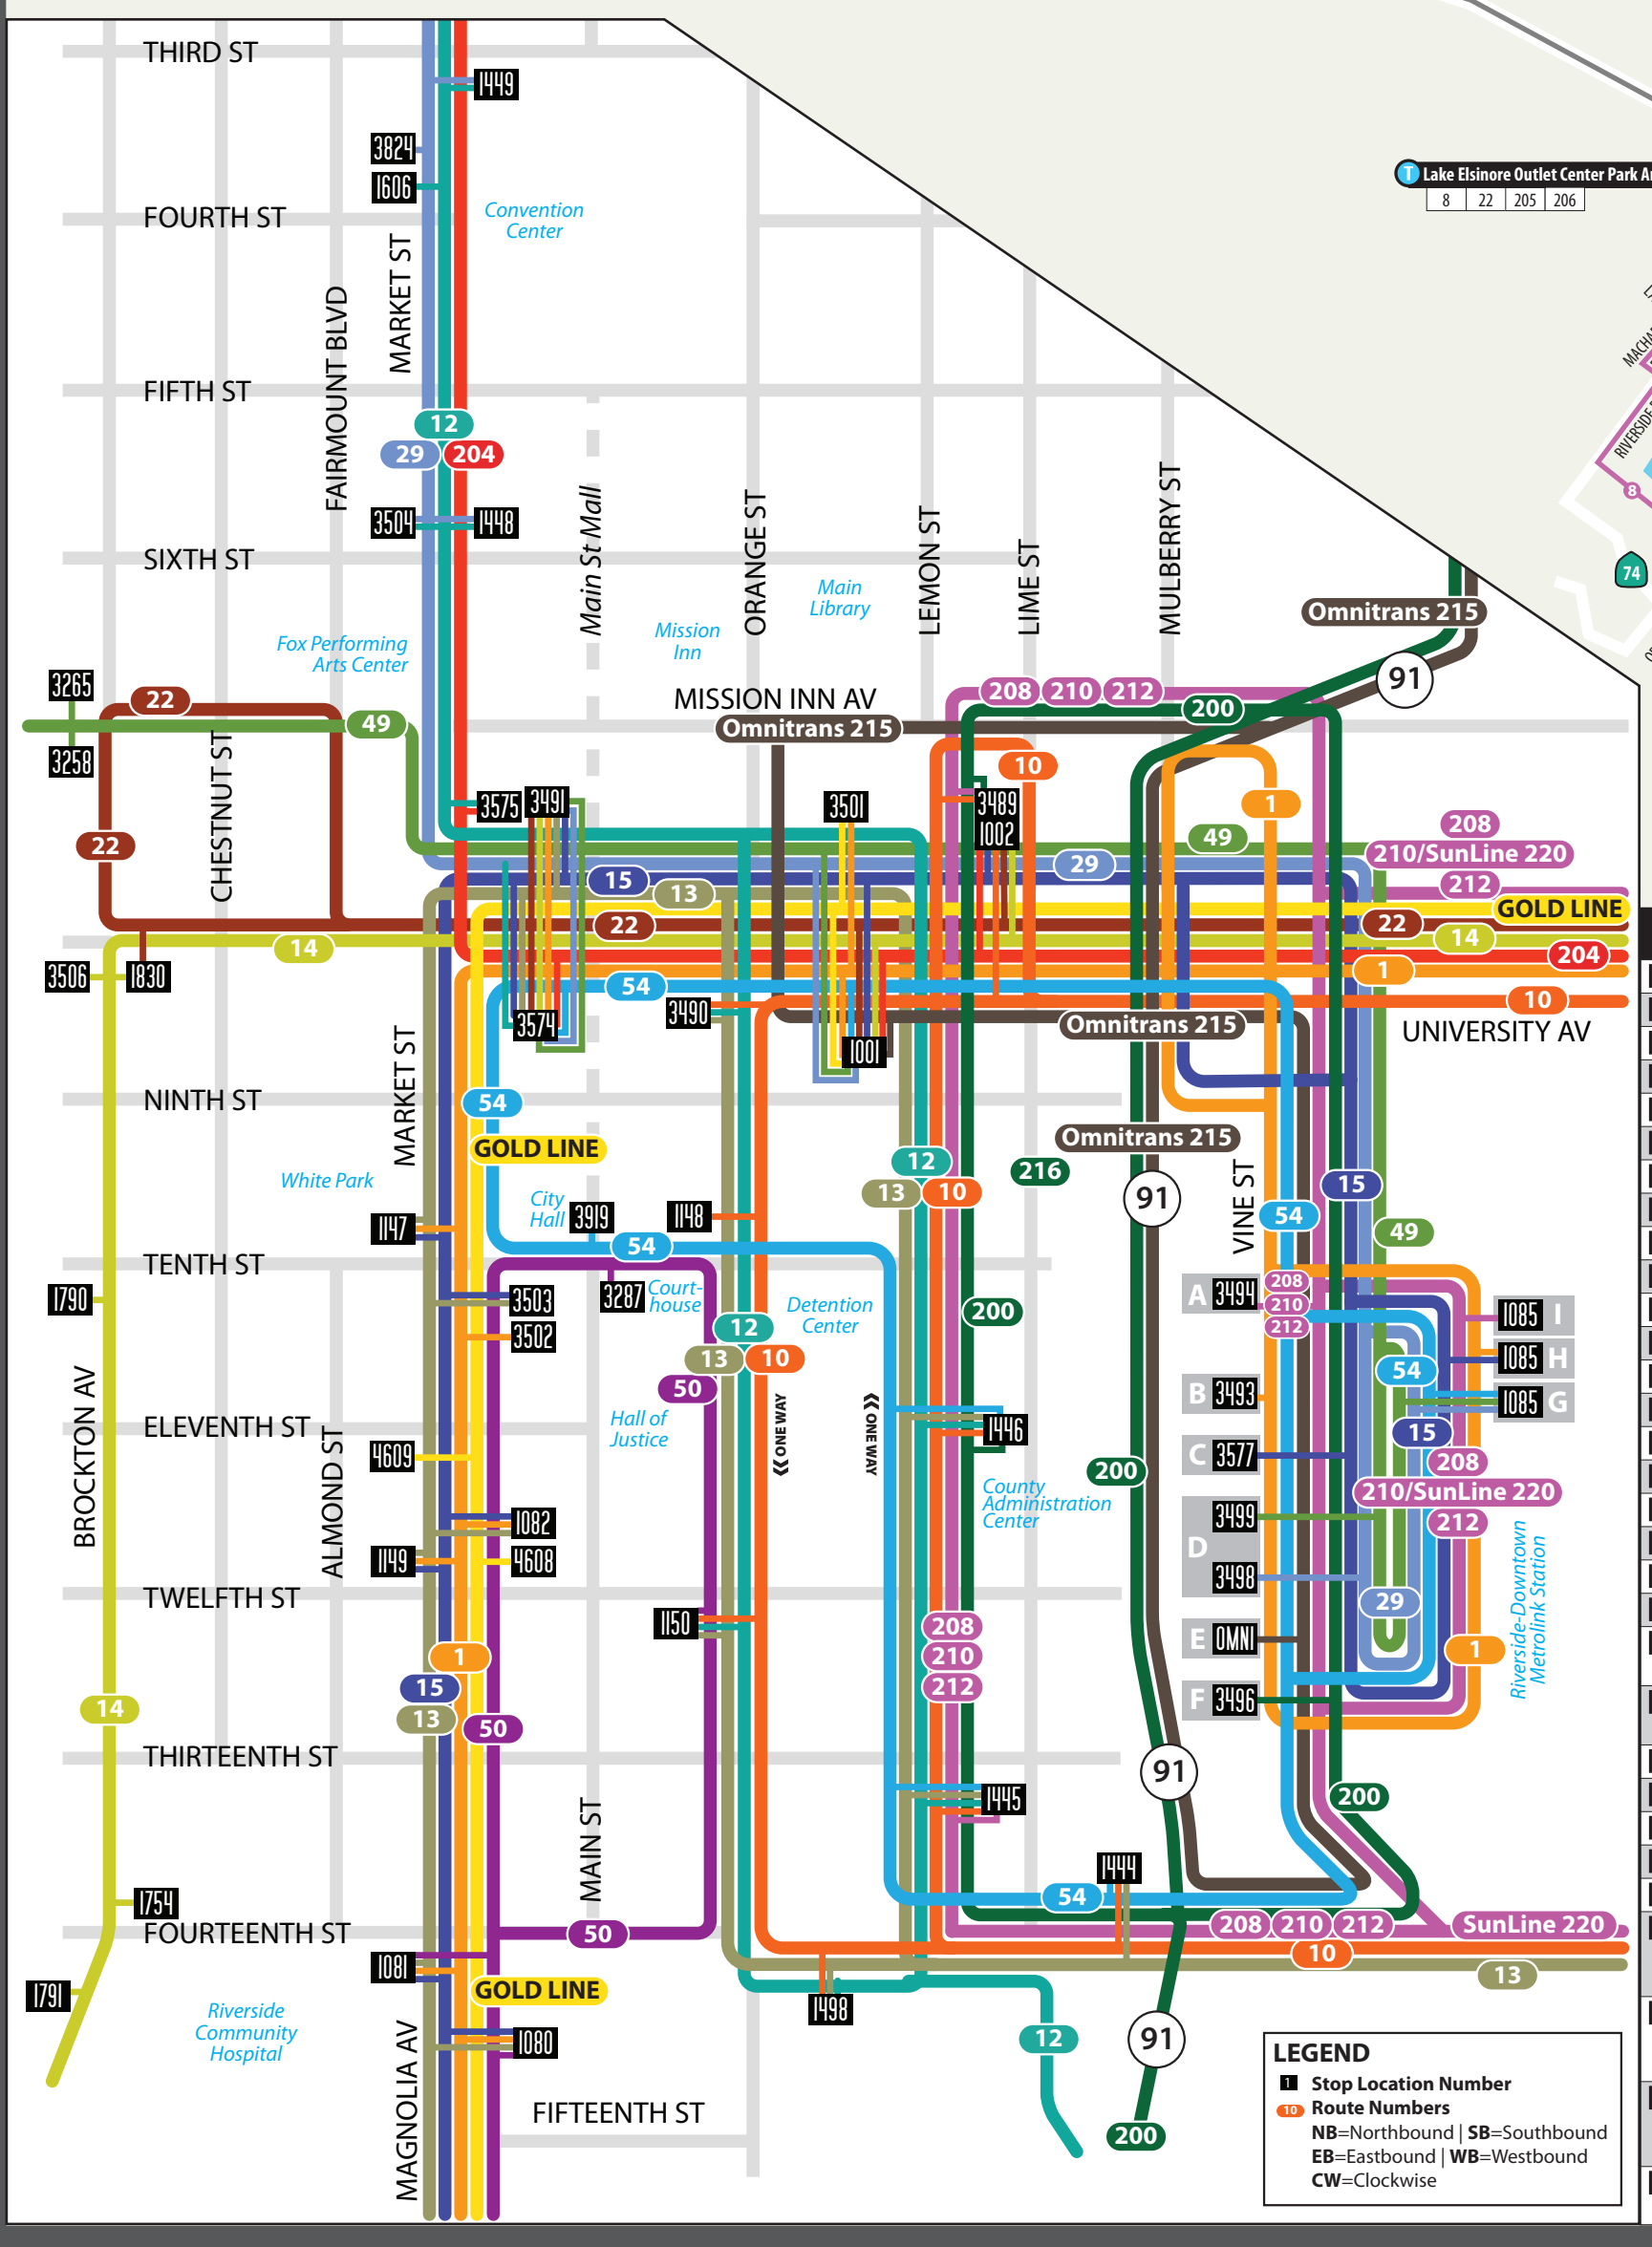 THIRD ST
1449
3824
1606
Convention
Center
FOURTH ST
MARKET ST
FAIRMOUNT BLVD
FIFTH ST
12
29
204
3504
1448
SIXTH ST
Main St Mall
ORANGE ST
LEMON ST
LIME ST
MULBERRY ST
Main
Library
Mission
Inn
Fox Performing
Arts Center
T Lake Elsinore Outlet Center Park A
8 22 205 206
RIVERSIDE
8
74
Omnitrans 215
91
3265
22
49
3258
CHESTNUT ST
22
MISSION INN AV
Omnitrans 215
208 210 212
200
10
1
3575
3491
3501
3489
1002
49
29
208
210/SunLine 220
212
GOLD LINE
15
13
22
22
14
14
204
1
54
10
3506
1830
3574
3490
1001
Omnitrans 215
UNIVERSITY AV
MARKET ST
NINTH ST
54
GOLD LINE
Omnitrans 215
12
13
10
216
91
White Park
City
Hall
3919
1148
1147
54
VINE ST
54
15
49
TENTH ST
1790
3503
3502
3287
Court-
house
Detention
Center
200
12
13
10
50
A 3494
208
210
212
1085 I
1085 H
1085 G
54
B 3493
BROCKTON AV
ELEVENTH ST
ALMOND ST
Hall of
Justice
<< ONE WAY
<< ONE WAY
1446
4609
200
C 3577
15
208
210/SunLine 220
212
County
Administration
Center
1082
1149
4608
3499
D
3498
TWELFTH ST
1150
29
Riverside-Downtown
Metrolink Station
208
210
212
E OMNI
1
F 3496
1
15
13
50
14
THIRTEENTH ST
91
200
1445
MAIN ST
1444
1754
54
FOURTEENTH ST
50
208 210 212
SunLine 220
10
13
1081
GOLD LINE
1791
1498
Riverside
Community
Hospital
1080
12
91
MAGNOLIA AV
FIFTEENTH ST
200
LEGEND
1 Stop Location Number
10 Route Numbers
NB=Northbound | SB=Southbound
EB=Eastbound | WB=Westbound
CW=Clockwise